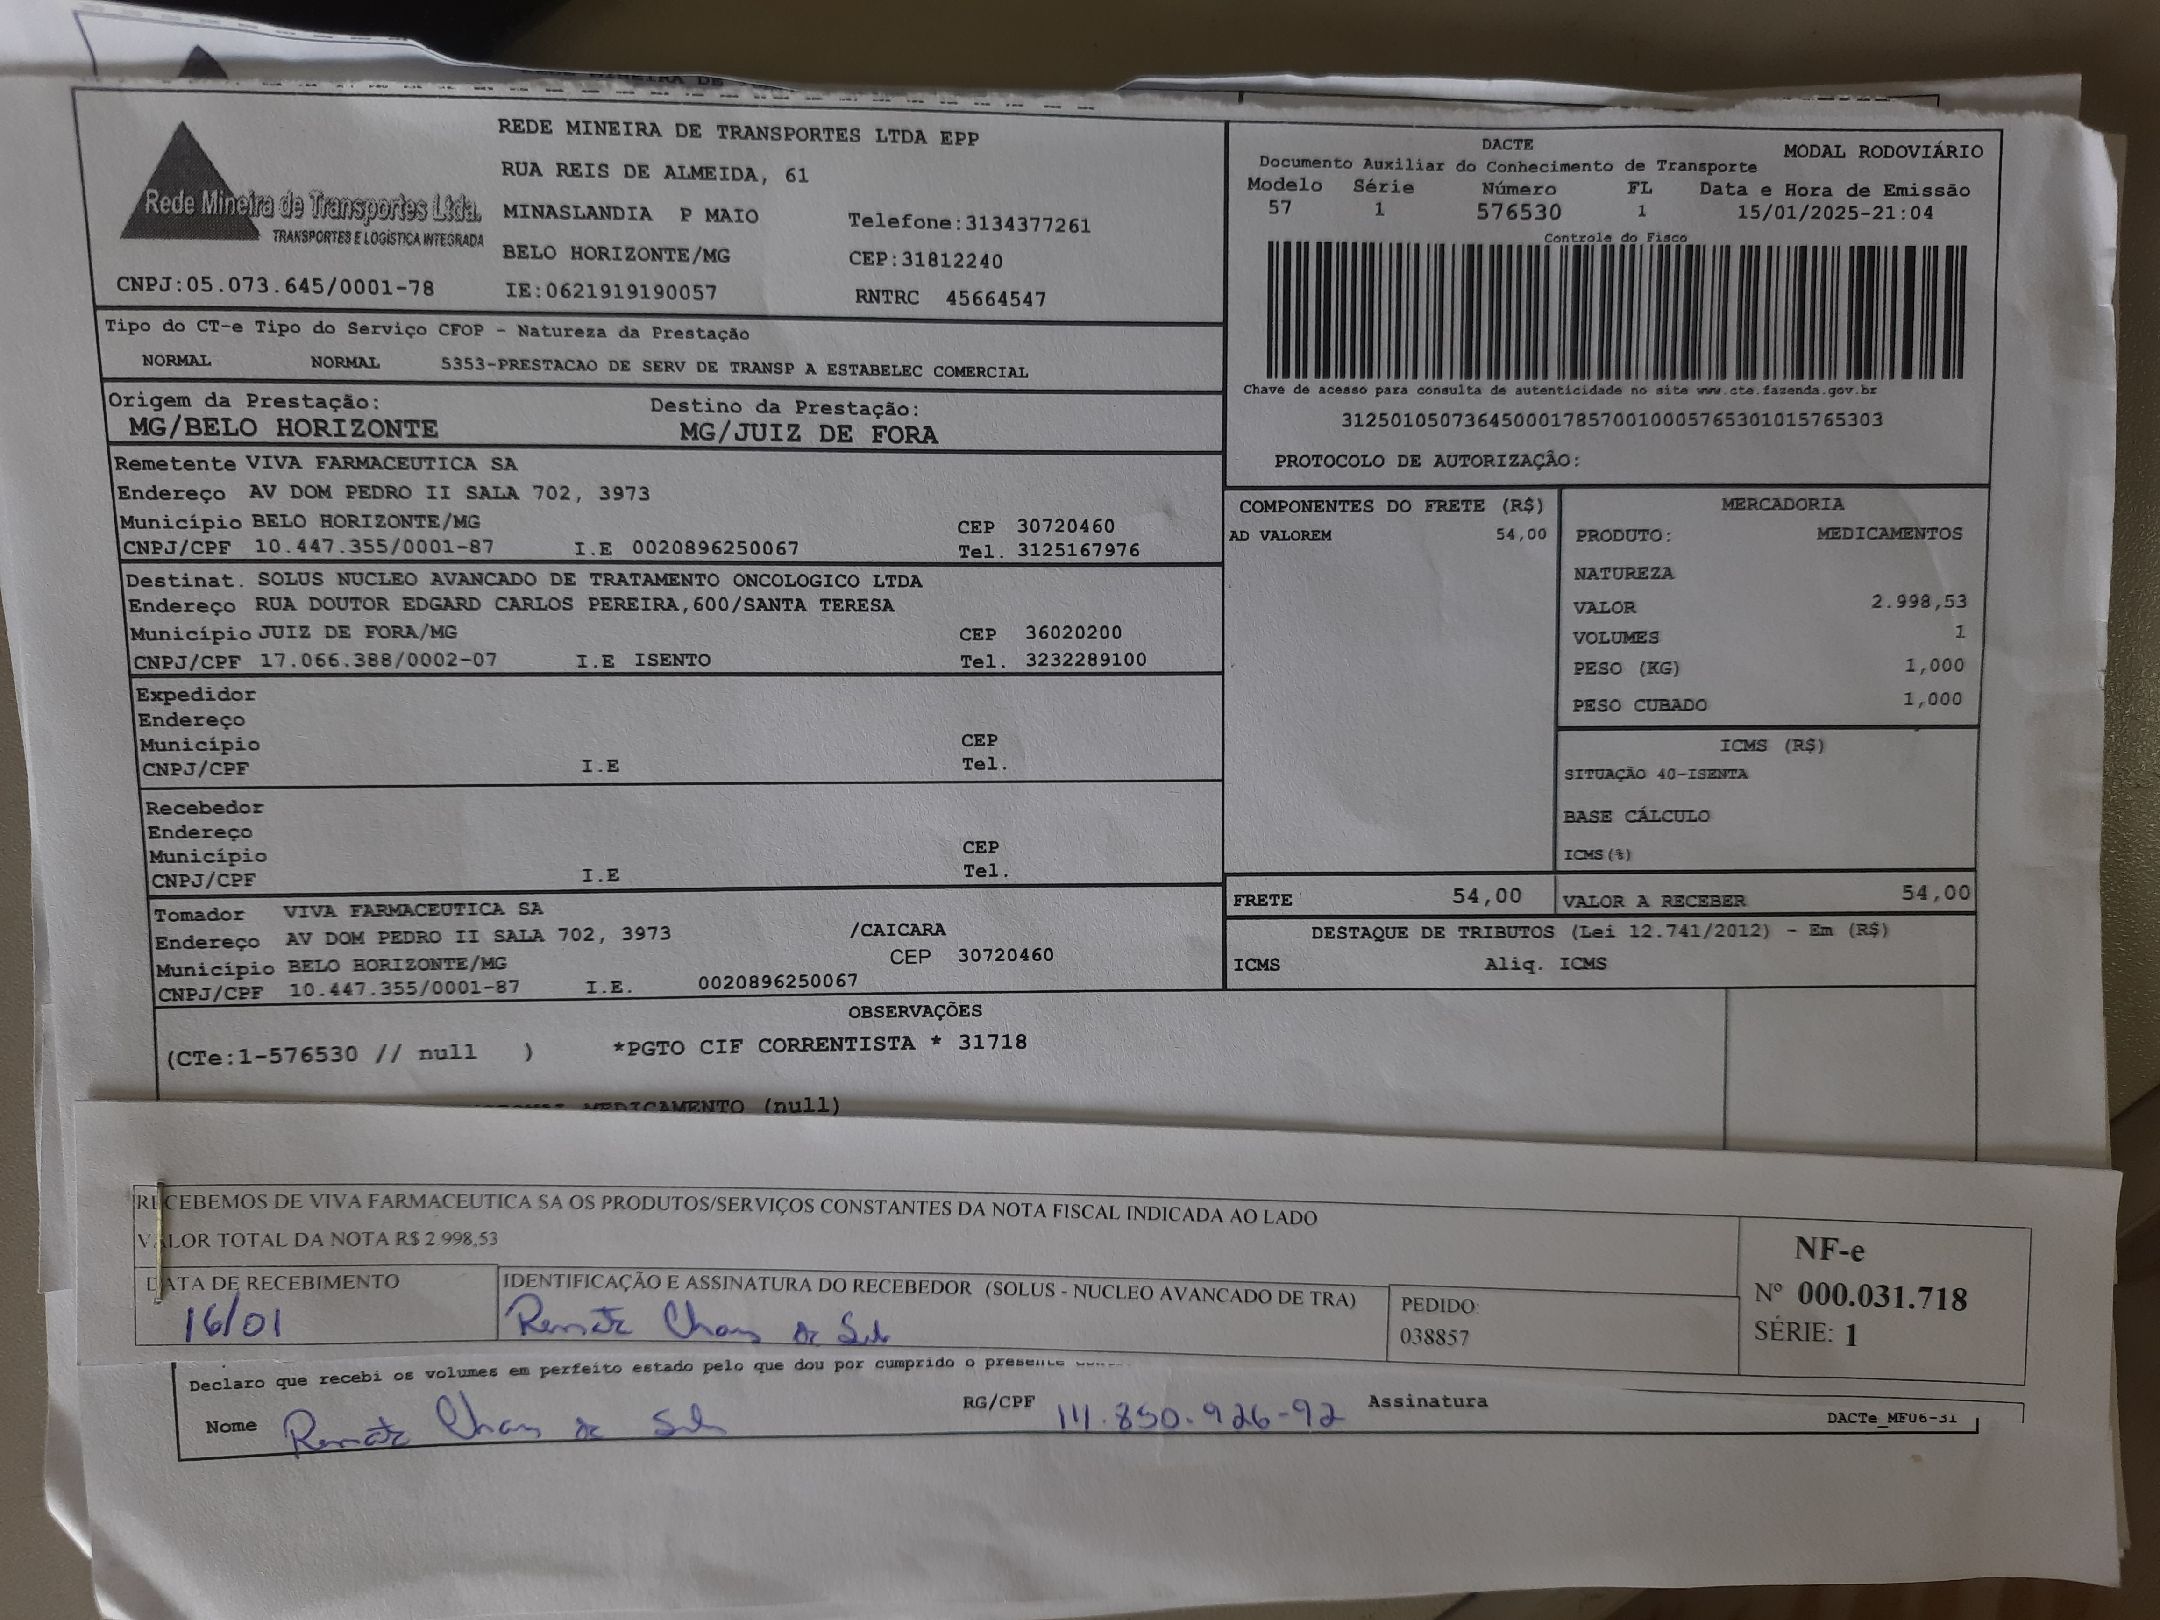 REDE MINEIRA DE TRANSPORTES LTDA EPP
RUA REIS DE ALMEIDA, 61
MINASLANDIA P MAIO Telefone:3134377261
BELO HORIZONTE/MG CEP:31812240
IE:0621919190057 RNTRC 45664547
Rede Mineira de Transportes Ltda.
TRANSPORTES E LOGÍSTICA INTEGRADA
CNPJ:05.073.645/0001-78
DACTE MODAL RODOVIÁRIO
Documento Auxiliar do Conhecimento de Transporte
Modelo Série Número FL Data e Hora de Emissão
57 1 576530 1 15/01/2025-21:04
Controle do Fisco
Chave de acesso para consulta de autenticidade no site www.cte.fazenda.gov.br
31250105073645000178570010005765301015765303
PROTOCOLO DE AUTORIZAÇÂO:
Tipo do CT-e Tipo do Serviço CFOP - Natureza da Prestação
NORMAL NORMAL 5353-PRESTACAO DE SERV DE TRANSP A ESTABELEC COMERCIAL
Origem da Prestação: Destino da Prestação:
MG/BELO HORIZONTE MG/JUIZ DE FORA
Remetente VIVA FARMACEUTICA SA
Endereço AV DOM PEDRO II SALA 702, 3973
Município BELO HORIZONTE/MG CEP 30720460
CNPJ/CPF 10.447.355/0001-87 I.E 0020896250067 Tel. 3125167976
Destinat. SOLUS NUCLEO AVANCADO DE TRATAMENTO ONCOLOGICO LTDA
Endereço RUA DOUTOR EDGARD CARLOS PEREIRA,600/SANTA TERESA
Município JUIZ DE FORA/MG CEP 36020200
CNPJ/CPF 17.066.388/0002-07 I.E ISENTO Tel. 3232289100
Expedidor
Endereço
Município CEP
CNPJ/CPF I.E Tel.
Recebedor
Endereço
Município CEP
CNPJ/CPF I.E Tel.
Tomador VIVA FARMACEUTICA SA
Endereço AV DOM PEDRO II SALA 702, 3973 /CAICARA
Município BELO HORIZONTE/MG CEP 30720460
CNPJ/CPF 10.447.355/0001-87 I.E. 0020896250067
COMPONENTES DO FRETE (R$)
AD VALOREM 54,00
MERCADORIA
PRODUTO: MEDICAMENTOS
NATUREZA
VALOR 2.998,53
VOLUMES 1
PESO (KG) 1,000
PESO CUBADO 1,000
ICMS (R$)
SITUAÇÃO 40-ISENTA
BASE CÁLCULO
ICMS(%)
FRETE 54,00 VALOR A RECEBER 54,00
DESTAQUE DE TRIBUTOS (Lei 12.741/2012) - Em (R$)
ICMS Aliq. ICMS
OBSERVAÇÕES
(CTe:1-576530 // null ) *PGTO CIF CORRENTISTA * 31718
MEDICAMENTO (null)
RECEBEMOS DE VIVA FARMACEUTICA SA OS PRODUTOS/SERVIÇOS CONSTANTES DA NOTA FISCAL INDICADA AO LADO
VALOR TOTAL DA NOTA R$ 2 998,53
DATA DE RECEBIMENTO IDENTIFICAÇÃO E ASSINATURA DO RECEBEDOR (SOLUS - NUCLEO AVANCADO DE TRA) PEDIDO:
16/01 038857
NF-e
Nº 000.031.718
SÉRIE: 1
Declaro que recebi os volumes em perfeito estado pelo que dou por cumprido o presente
Nome RG/CPF 111.850.926-92 Assinatura
DACTe_MF06-31